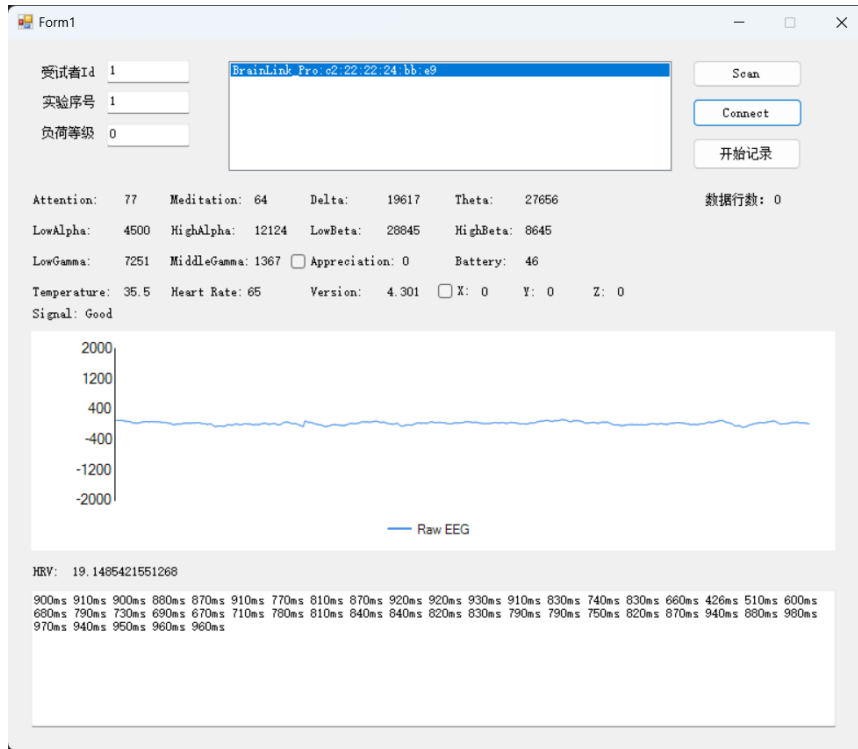 Form1
受试者Id 1
BrainLink_Pro:c2:22:22:24:bb:e9
Scan
实验序号 1
Connect
负荷等级 0
开始记录
Attention: 77 Meditation: 64 Delta: 19617 Theta: 27656 数据行数: 0
LowAlpha: 4500 HighAlpha: 12124 LowBeta: 28845 HighBeta: 8645
LowGamma: 7251 MiddleGamma: 1367 Appreciation: 0 Battery: 46
Temperature: 35.5 Heart Rate: 65 Version: 4.301 X: 0 Y: 0 Z: 0
Signal: Good
2000
1200
400
-400
-1200
-2000
Raw EEG
HRV: 19.1485421551268
900ms 910ms 900ms 880ms 870ms 910ms 770ms 810ms 870ms 920ms 920ms 930ms 910ms 830ms 740ms 830ms 660ms 426ms 510ms 600ms
680ms 790ms 730ms 690ms 670ms 710ms 780ms 810ms 840ms 840ms 820ms 830ms 790ms 790ms 750ms 820ms 870ms 940ms 880ms 980ms
970ms 940ms 950ms 960ms 960ms